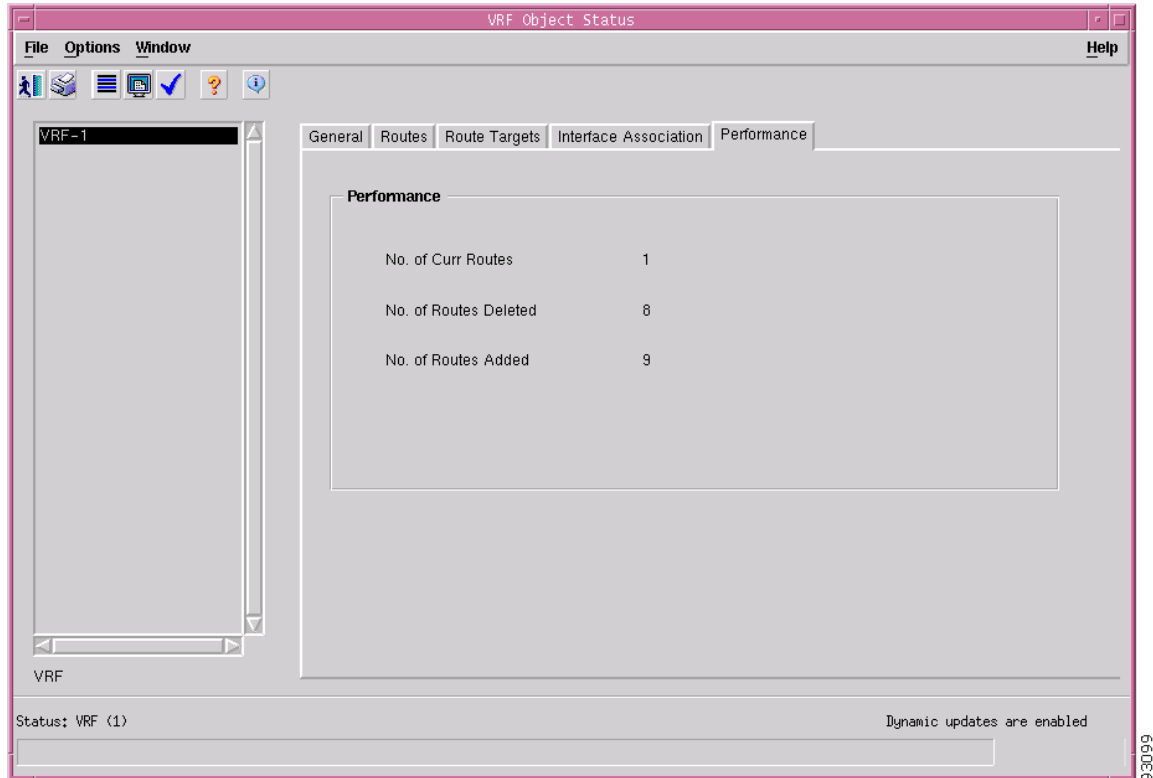 VRF Object Status
File Options Window Help
VRF-1
General Routes Route Targets Interface Association Performance
Performance
No. of Curr Routes 1
No. of Routes Deleted 8
No. of Routes Added 9
VRF
Status: VRF (1) Dynamic updates are enabled
93099